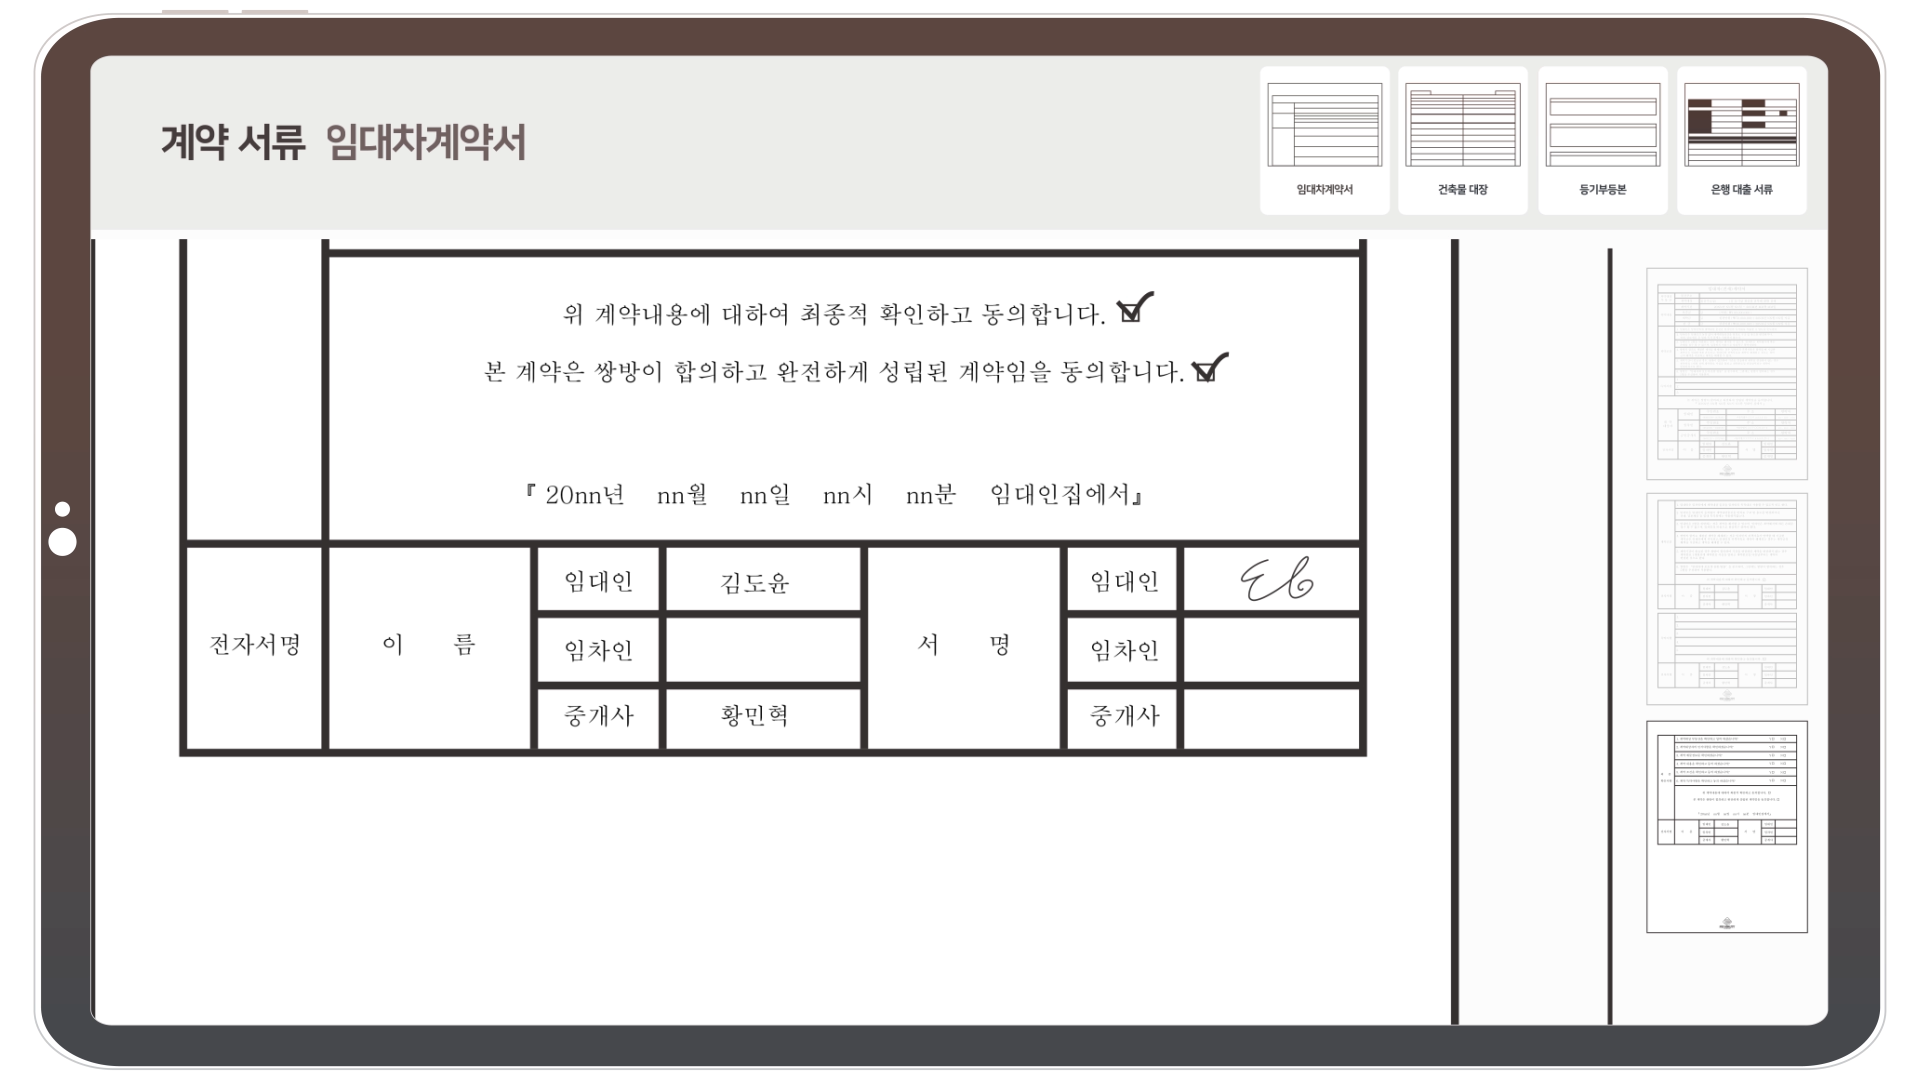 계약 서류 임대차계약서
임대차계약서
건축물 대장
등기부등본
은행 대출 서류
위 계약내용에 대하여 최종적 확인하고 동의합니다.
본 계약은 쌍방이 합의하고 완전하게 성립된 계약임을 동의합니다.
『 20nn년 nn월 nn일 nn시 nn분 임대인집에서』
전자서명
이 름
임대인 김도윤
임차인
중개사 황민혁
서 명
임대인
임차인
중개사